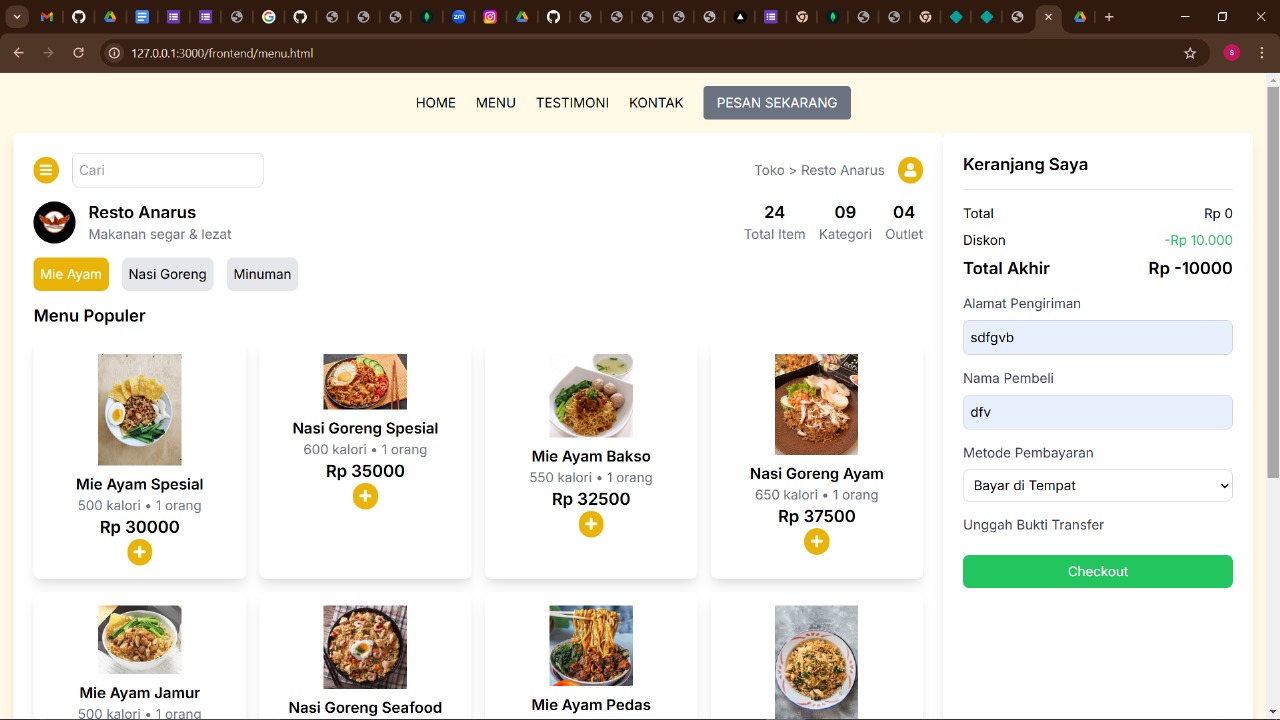 127.0.0.1:3000/frontend/menu.html
HOME MENU TESTIMONI KONTAK PESAN SEKARANG
Cari
Toko > Resto Anarus
Resto Anarus
Makanan segar & lezat
24 09 04
Total Item Kategori Outlet
Mie Ayam Nasi Goreng Minuman
Menu Populer
Mie Ayam Spesial
500 kalori • 1 orang
Rp 30000
Nasi Goreng Spesial
600 kalori • 1 orang
Rp 35000
Mie Ayam Bakso
550 kalori • 1 orang
Rp 32500
Nasi Goreng Ayam
650 kalori • 1 orang
Rp 37500
Mie Ayam Jamur
500 kalori • 1 orang
Nasi Goreng Seafood
Mie Ayam Pedas
Keranjang Saya
Total Rp 0
Diskon -Rp 10.000
Total Akhir Rp -10000
Alamat Pengiriman
sdfgvb
Nama Pembeli
dfv
Metode Pembayaran
Bayar di Tempat
Unggah Bukti Transfer
Checkout